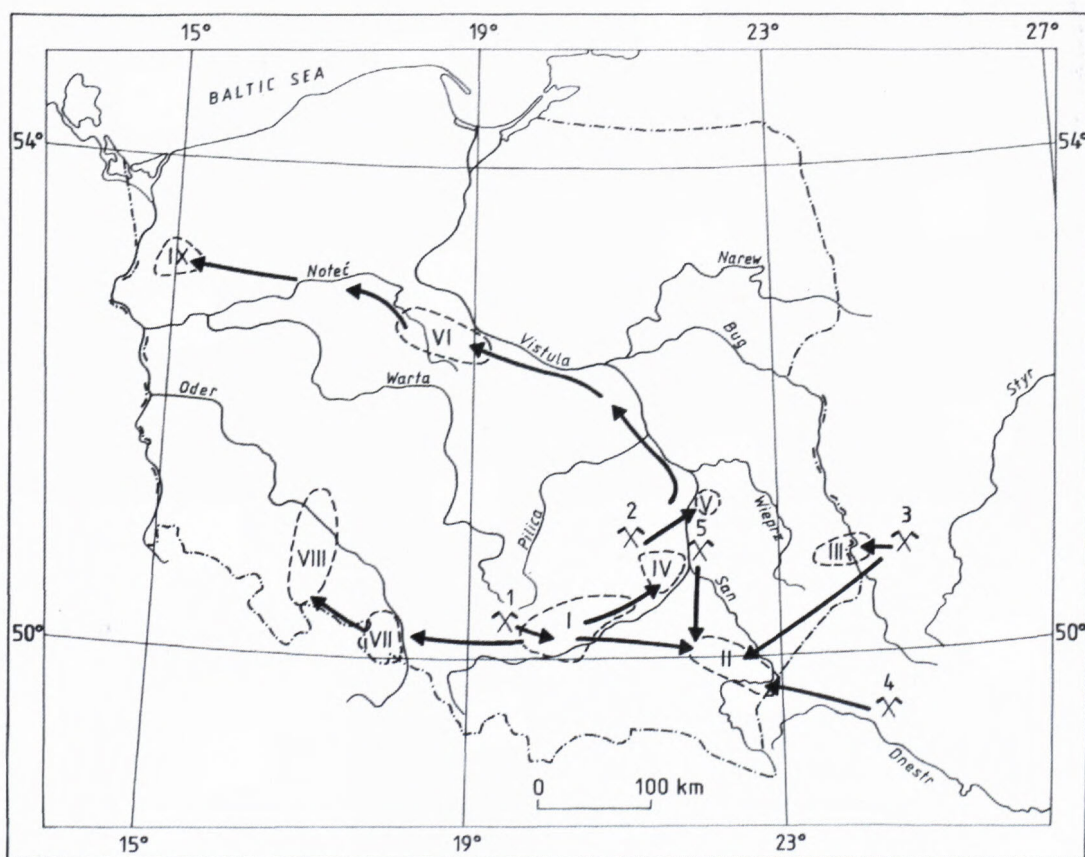 15° 19° 23° 27°
BALTIC SEA
54° 54°
IX
Noteć
Narew
VI
Vistula
Bug
Warta
Oder
Styr
Pilica
2
V
Wieprz
5
3
III
VIII
IV
San
1
I
50° 50°
VII
II
4
Dnestr
0 100 km
15° 19° 23°